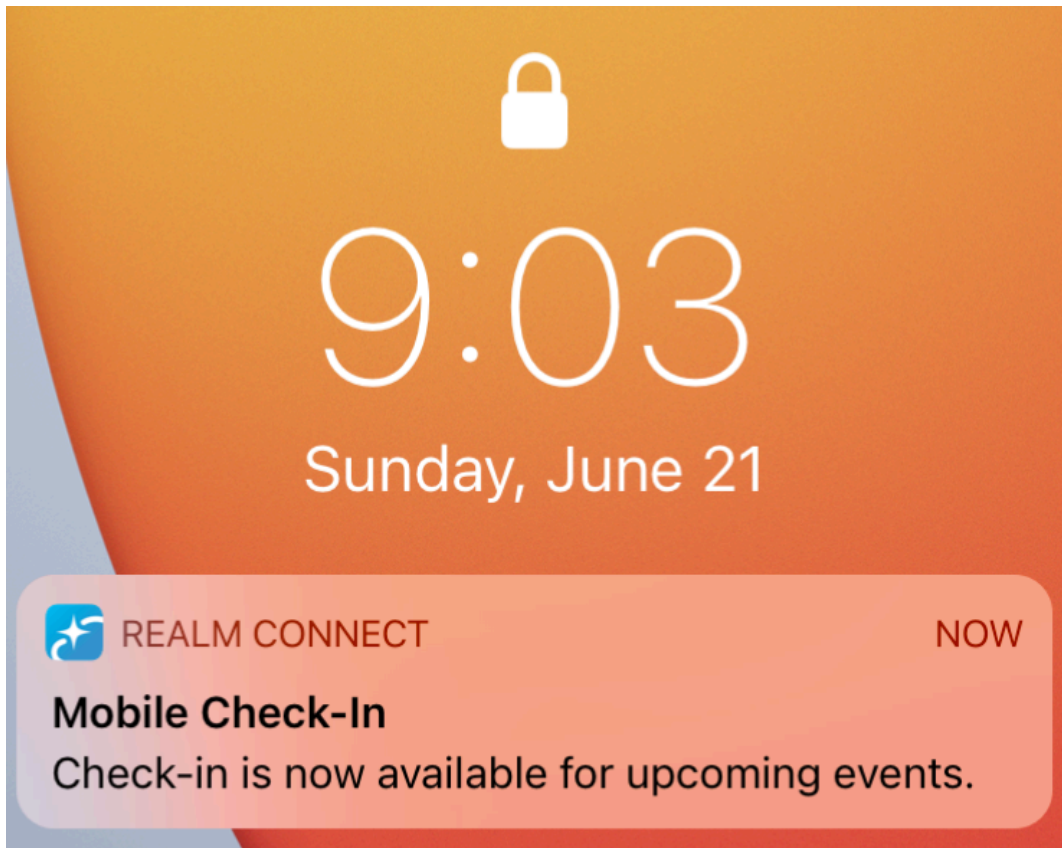 9:03
Sunday, June 21
REALM CONNECT NOW
Mobile Check-In
Check-in is now available for upcoming events.